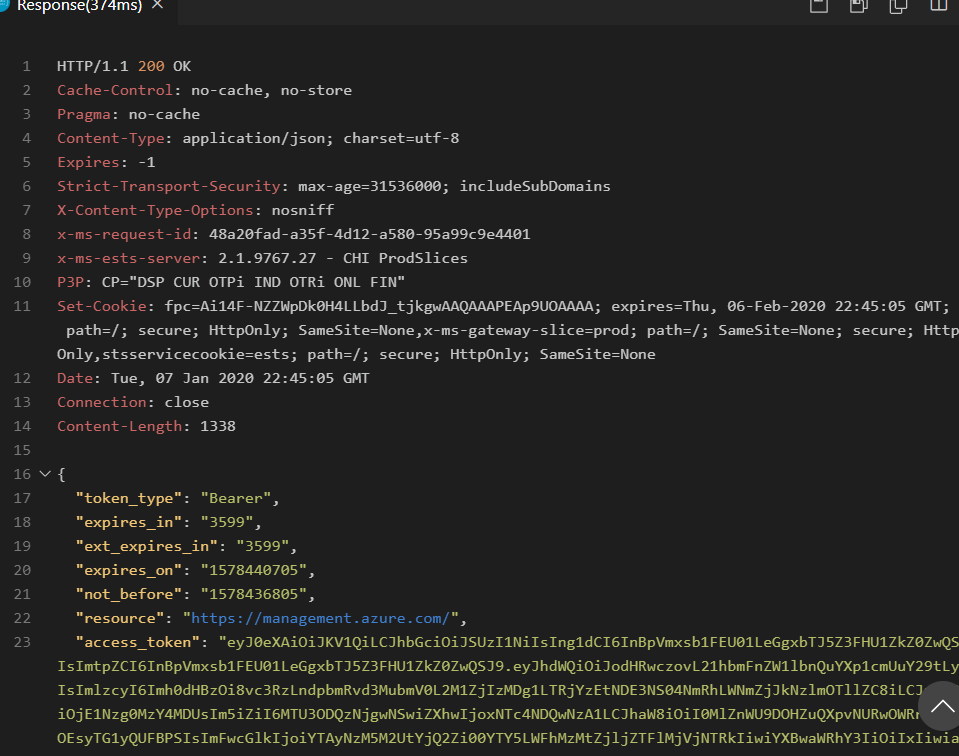 Response(374ms) ×
1 HTTP/1.1 200 OK
2 Cache-Control: no-cache, no-store
3 Pragma: no-cache
4 Content-Type: application/json; charset=utf-8
5 Expires: -1
6 Strict-Transport-Security: max-age=31536000; includeSubDomains
7 X-Content-Type-Options: nosniff
8 x-ms-request-id: 48a20fad-a35f-4d12-a580-95a99c9e4401
9 x-ms-ests-server: 2.1.9767.27 - CHI ProdSlices
10 P3P: CP="DSP CUR OTPi IND OTRi ONL FIN"
11 Set-Cookie: fpc=Ai14F-NZZWpDk0H4LLbdJ_tjkgwAAQAAAPEAp9UOAAAA; expires=Thu, 06-Feb-2020 22:45:05 GMT;
path=/; secure; HttpOnly; SameSite=None,x-ms-gateway-slice=prod; path=/; SameSite=None; secure; Http
Only,stsservicecookie=ests; path=/; secure; HttpOnly; SameSite=None
12 Date: Tue, 07 Jan 2020 22:45:05 GMT
13 Connection: close
14 Content-Length: 1338
15
16 {
17 "token_type": "Bearer",
18 "expires_in": "3599",
19 "ext_expires_in": "3599",
20 "expires_on": "1578440705",
21 "not_before": "1578436805",
22 "resource": "https://management.azure.com/",
23 "access_token": "eyJ0eXAiOiJKV1QiLCJhbGciOiJSUzI1NiIsIng1dCI6InBpVmxsb1FEU01LeGgxbTJ5Z3FHU1ZkZ0ZwQS
IsImtpZCI6InBpVmxsb1FEU01LeGgxbTJ5Z3FHU1ZkZ0ZwQSJ9.eyJhdWQiOiJodHRwczovL21hbmFnZW1lbnQuYXp1cmUuY29tLy
IsImlzcyI6Imh0dHBzOi8vc3RzLndpbmRvd3MubmV0L2M1ZjIzMDg1LTRjYzEtNDE3NS04NmRhLWNmZjJkNzlmOTllZC8iLCJ
iOjE1Nzg0MzY4MDUsIm5iZiI6MTU3ODQzNjgwNSwiZXhwIjoxNTc4NDQwNzA1LCJhaW8iOiI0MlZnWU9DOHZuQXpvNURwOWRr
OEsyTG1yQUFBPSIsImFwcGlkIjoiYTAyNzM5M2UtYjQ2Zi00YTY5LWFhMzMtZjljZTFlMjVjNTRkIiwiYXBwaWRhY3IiOiIxIiwia